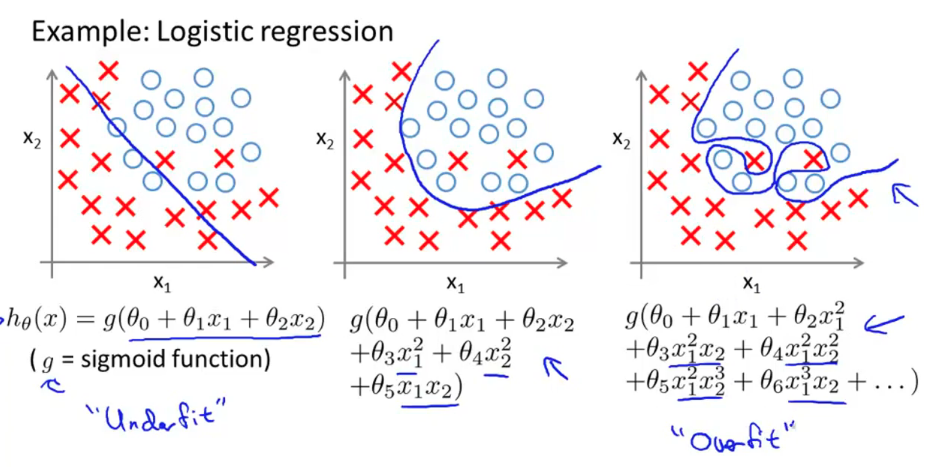 Example: Logistic regression
x₂
x₁
x₂
x₁
x₂
x₁
h_θ(x) = g(θ₀ + θ₁x₁ + θ₂x₂)
(g = sigmoid function)
"Underfit"
g(θ₀ + θ₁x₁ + θ₂x₂
+θ₃x₁² + θ₄x₂²
+θ₅x₁x₂)
g(θ₀ + θ₁x₁ + θ₂x₁²
+θ₃x₁²x₂ + θ₄x₁²x₂²
+θ₅x₁²x₂³ + θ₆x₁³x₂ + …)
"Overfit"